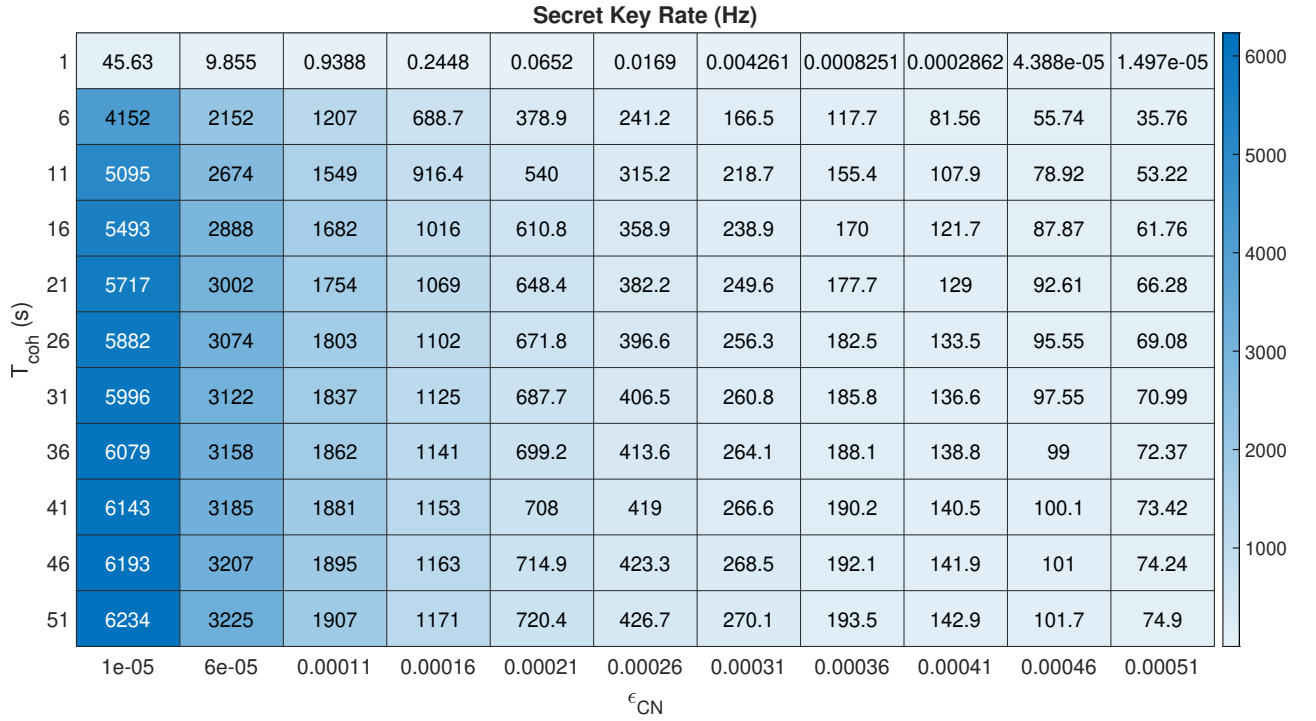 Secret Key Rate (Hz)
1 45.63 9.855 0.9388 0.2448 0.0652 0.0169 0.004261 0.0008251 0.0002862 4.388e-05 1.497e-05
6 4152 2152 1207 688.7 378.9 241.2 166.5 117.7 81.56 55.74 35.76
11 5095 2674 1549 916.4 540 315.2 218.7 155.4 107.9 78.92 53.22
16 5493 2888 1682 1016 610.8 358.9 238.9 170 121.7 87.87 61.76
21 5717 3002 1754 1069 648.4 382.2 249.6 177.7 129 92.61 66.28
26 5882 3074 1803 1102 671.8 396.6 256.3 182.5 133.5 95.55 69.08
31 5996 3122 1837 1125 687.7 406.5 260.8 185.8 136.6 97.55 70.99
36 6079 3158 1862 1141 699.2 413.6 264.1 188.1 138.8 99 72.37
41 6143 3185 1881 1153 708 419 266.6 190.2 140.5 100.1 73.42
46 6193 3207 1895 1163 714.9 423.3 268.5 192.1 141.9 101 74.24
51 6234 3225 1907 1171 720.4 426.7 270.1 193.5 142.9 101.7 74.9
1e-05 6e-05 0.00011 0.00016 0.00021 0.00026 0.00031 0.00036 0.00041 0.00046 0.00051
ϵ_CN
T_coh (s)
6000
5000
4000
3000
2000
1000